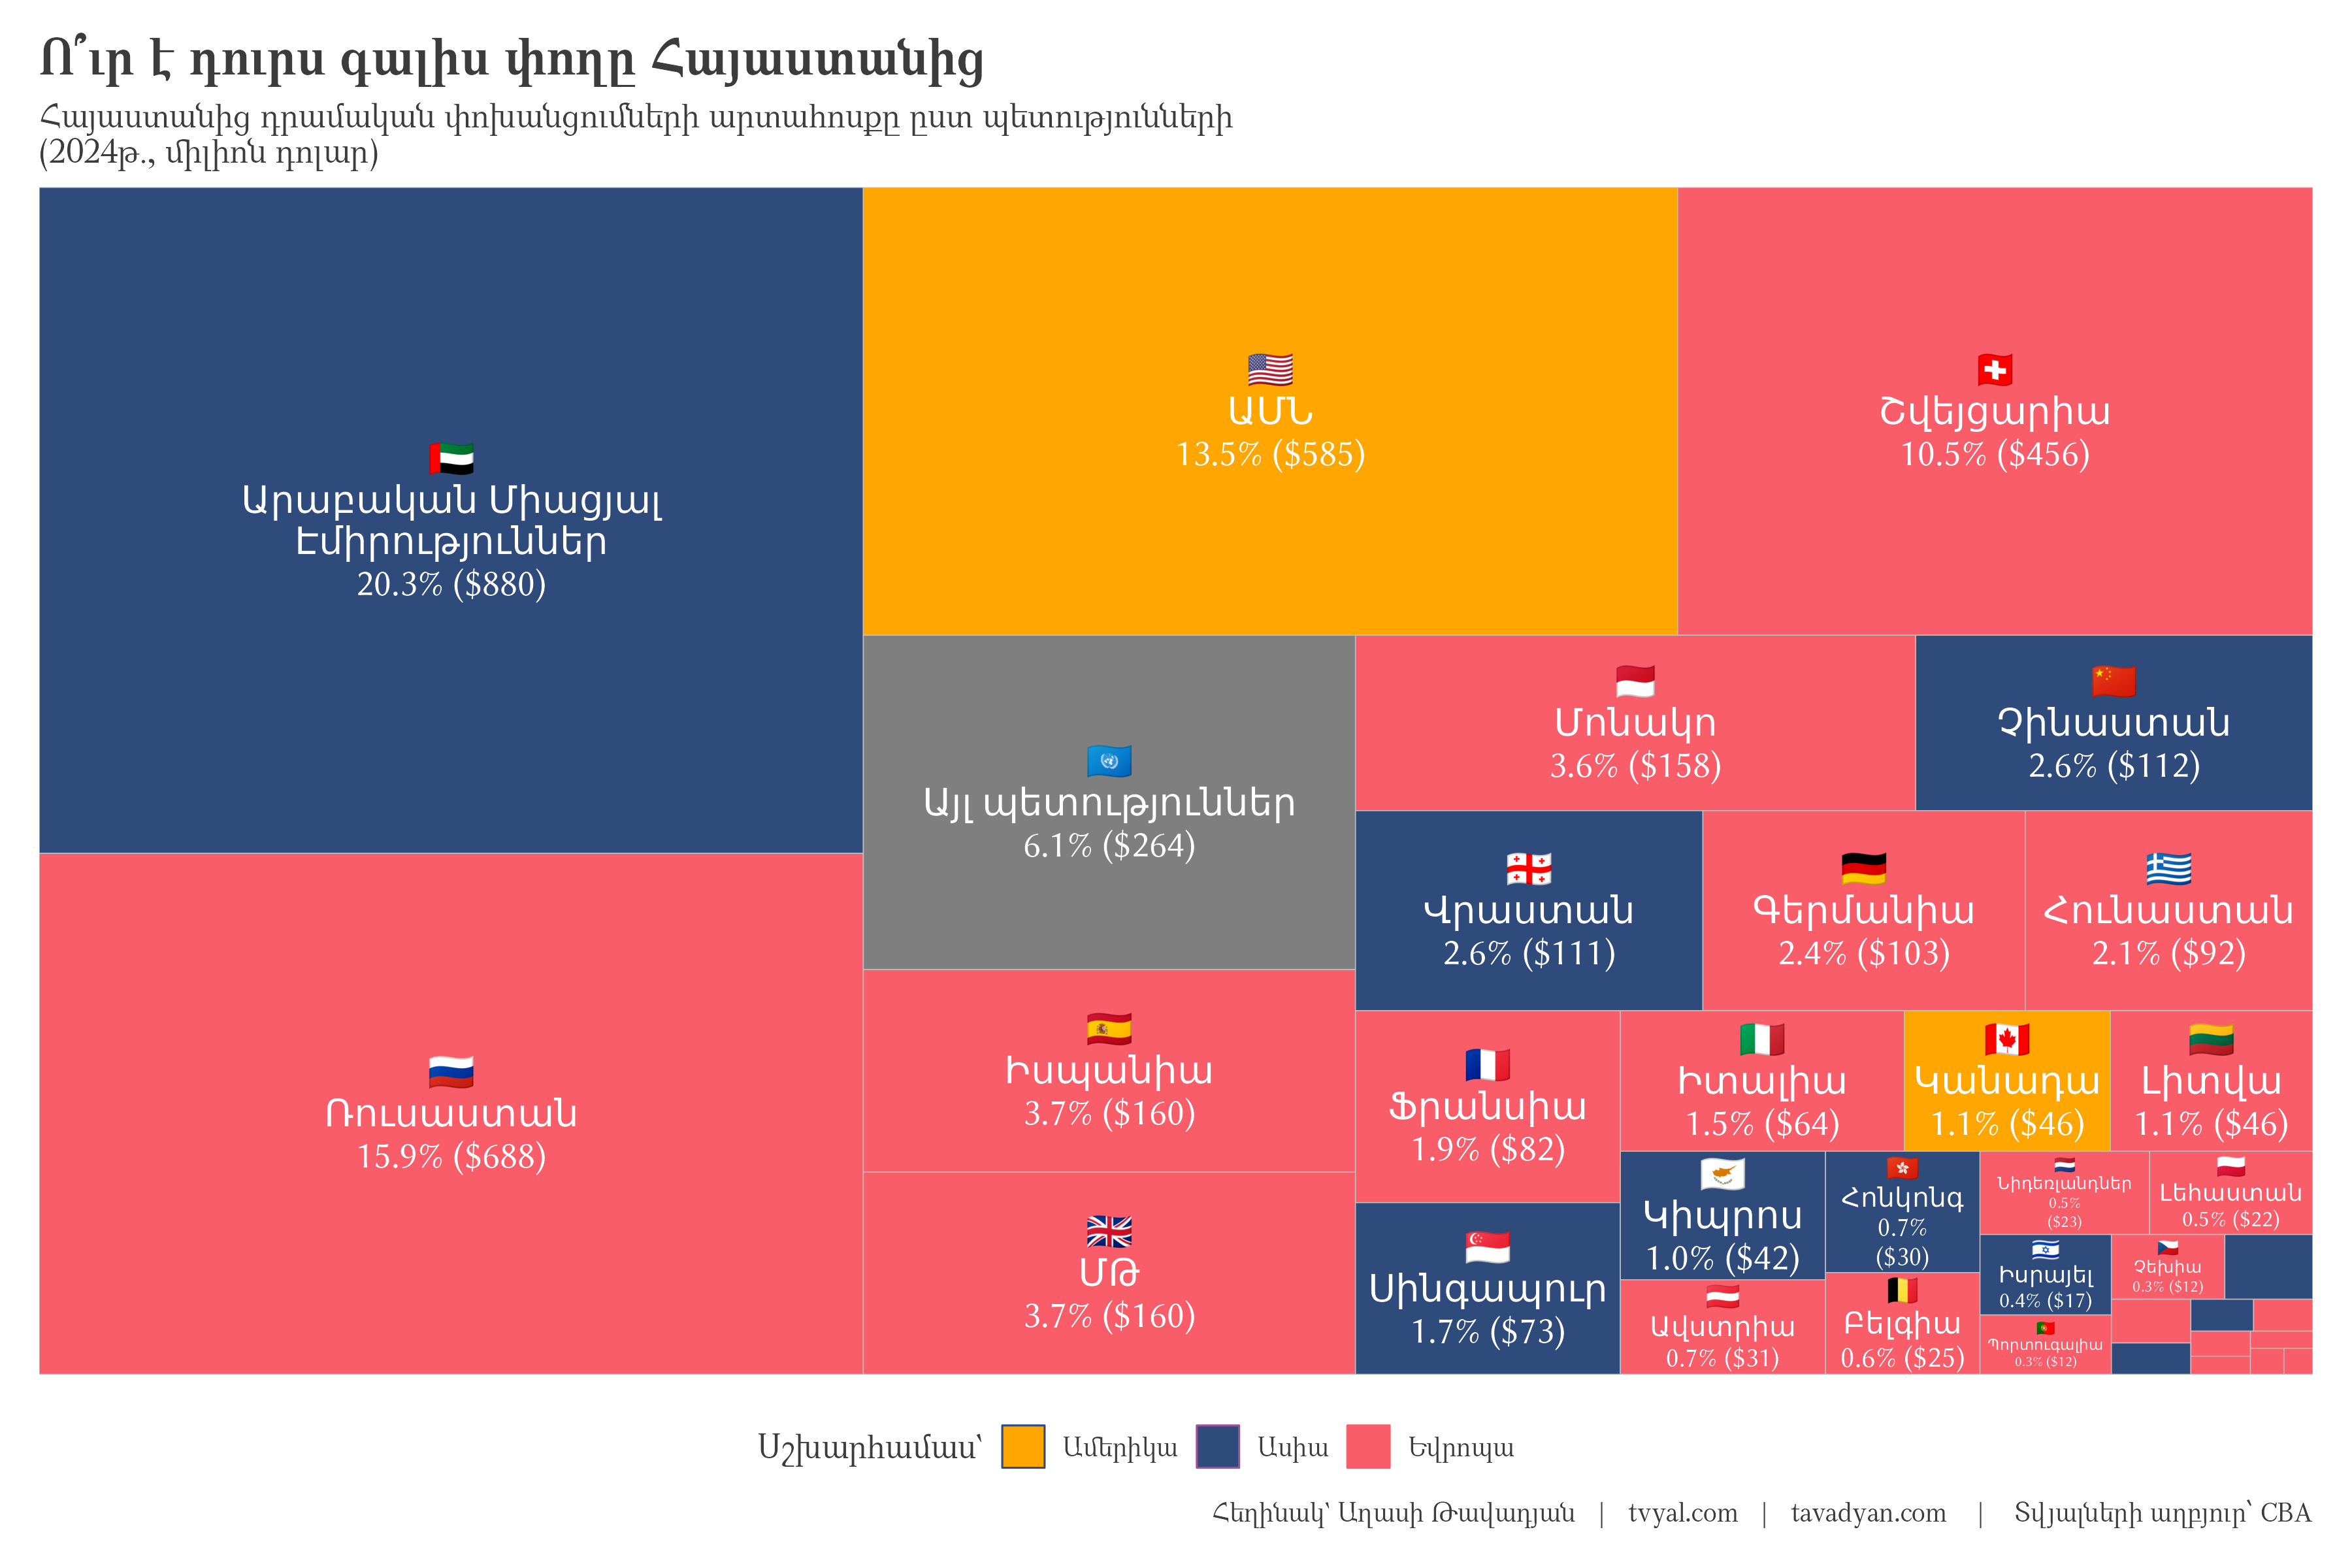 Ո՞ւր է դուրս գալիս փողը Հայաստանից
Հայաստանից դրամական փոխանցումների արտահոսքը ըստ պետությունների
(2024թ., միլիոն դոլար)
Արաբական Միացյալ
Էմիրություններ
20.3% ($880)
Ռուսաստան
15.9% ($688)
ԱՄՆ
13.5% ($585)
Շվեյցարիա
10.5% ($456)
Այլ պետություններ
6.1% ($264)
Իսպանիա
3.7% ($160)
ՄԹ
3.7% ($160)
Մոնակո
3.6% ($158)
Չինաստան
2.6% ($112)
Վրաստան
2.6% ($111)
Գերմանիա
2.4% ($103)
Հունաստան
2.1% ($92)
Ֆրանսիա
1.9% ($82)
Սինգապուր
1.7% ($73)
Իտալիա
1.5% ($64)
Կանադա
1.1% ($46)
Լիտվա
1.1% ($46)
Կիպրոս
1.0% ($42)
Ավստրիա
0.7% ($31)
Հոնկոնգ
0.7%
($30)
Բելգիա
0.6% ($25)
Նիդեռլանդներ
0.5%
($23)
Լեհաստան
0.5% ($22)
Իսրայել
0.4% ($17)
Պորտուգալիա
0.3% ($12)
Չեխիա
0.3% ($12)
Աշխարհամաս՝ Ամերիկա Ասիա Եվրոպա
Հեղինակ՝ Աղասի Թավադյան | tvyal.com | tavadyan.com | Տվյալների աղբյուր՝ CBA